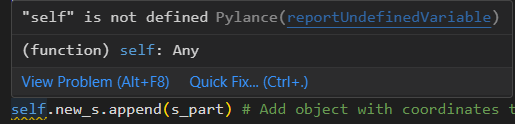 "self" is not defined Pylance(reportUndefinedVariable)
(function) self: Any
View Problem (Alt+F8) Quick Fix... (Ctrl+.)
self.new_s.append(s_part) # Add object with coordinates t